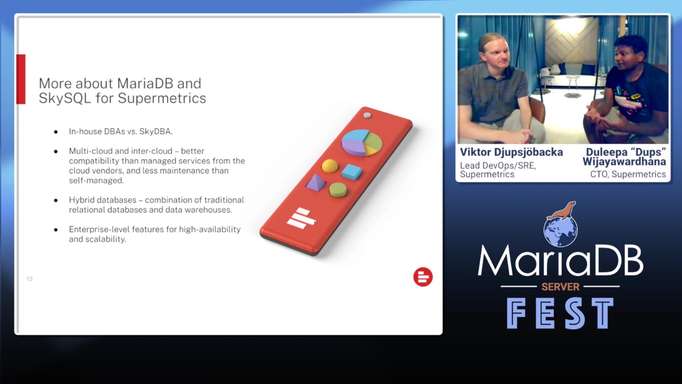 More about MariaDB and
SkySQL for Supermetrics
● In-house DBAs vs. SkyDBA.
● Multi-cloud and inter-cloud – better
compatibility than managed services from the
cloud vendors, and less maintenance than
self-managed.
● Hybrid databases – combination of traditional
relational databases and data warehouses.
● Enterprise-level features for high-availability
and scalability.
13
Viktor Djupsjöbacka
Lead DevOps/SRE,
Supermetrics
Duleepa “Dups”
Wijayawardhana
CTO, Supermetrics
MariaDB
SERVER
FEST